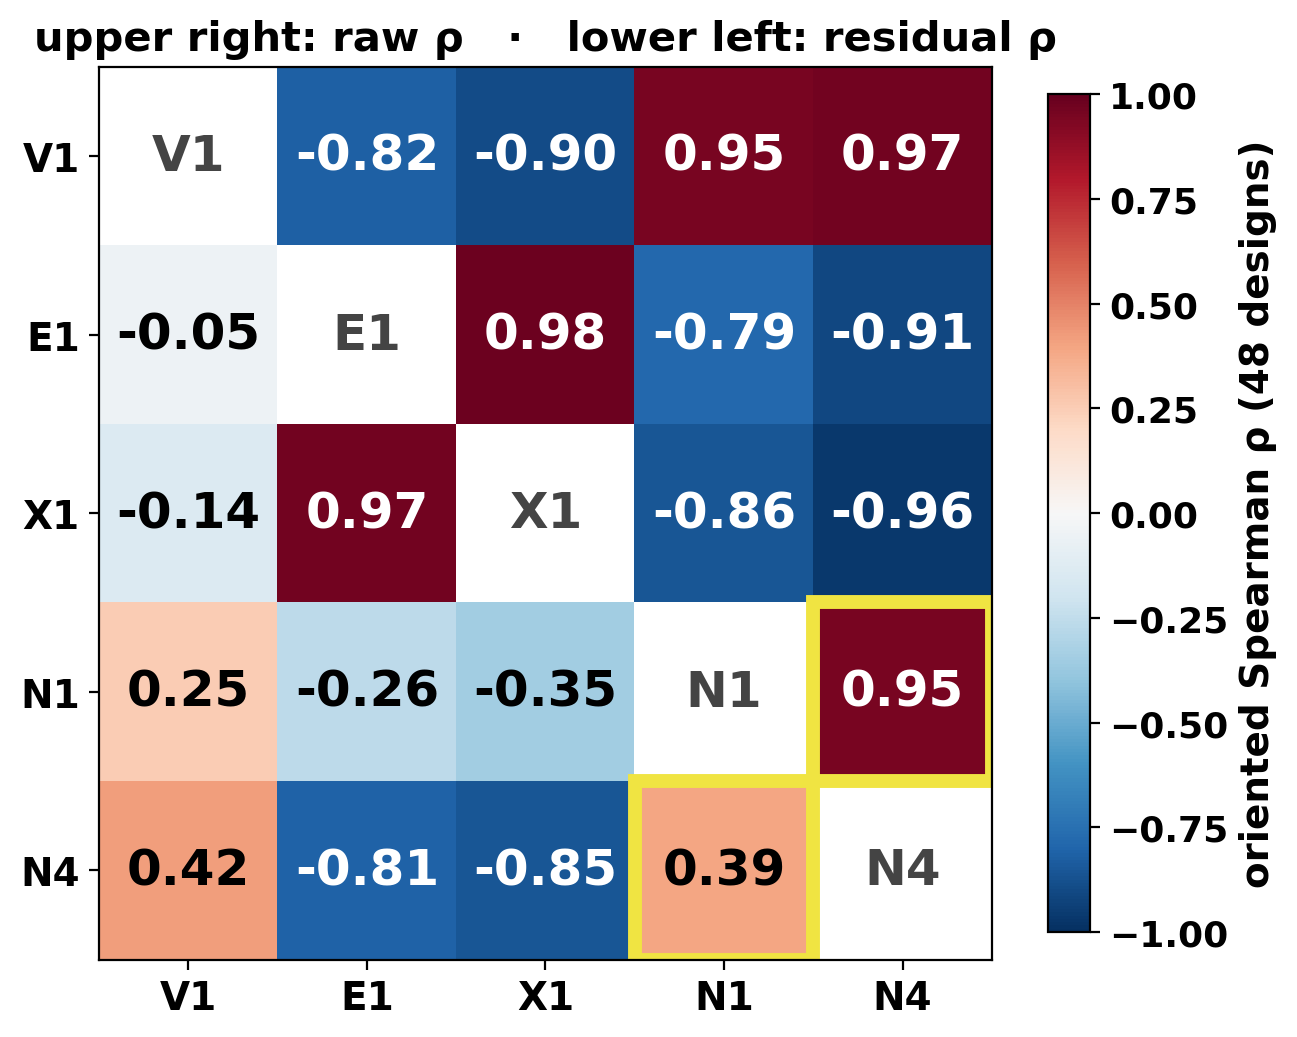 upper right: raw ρ · lower left: residual ρ
V1 V1 -0.82 -0.90 0.95 0.97
E1 -0.05 E1 0.98 -0.79 -0.91
X1 -0.14 0.97 X1 -0.86 -0.96
N1 0.25 -0.26 -0.35 N1 0.95
N4 0.42 -0.81 -0.85 0.39 N4
V1 E1 X1 N1 N4
1.00
0.75
0.50
0.25
0.00
−0.25
−0.50
−0.75
−1.00
oriented Spearman ρ (48 designs)